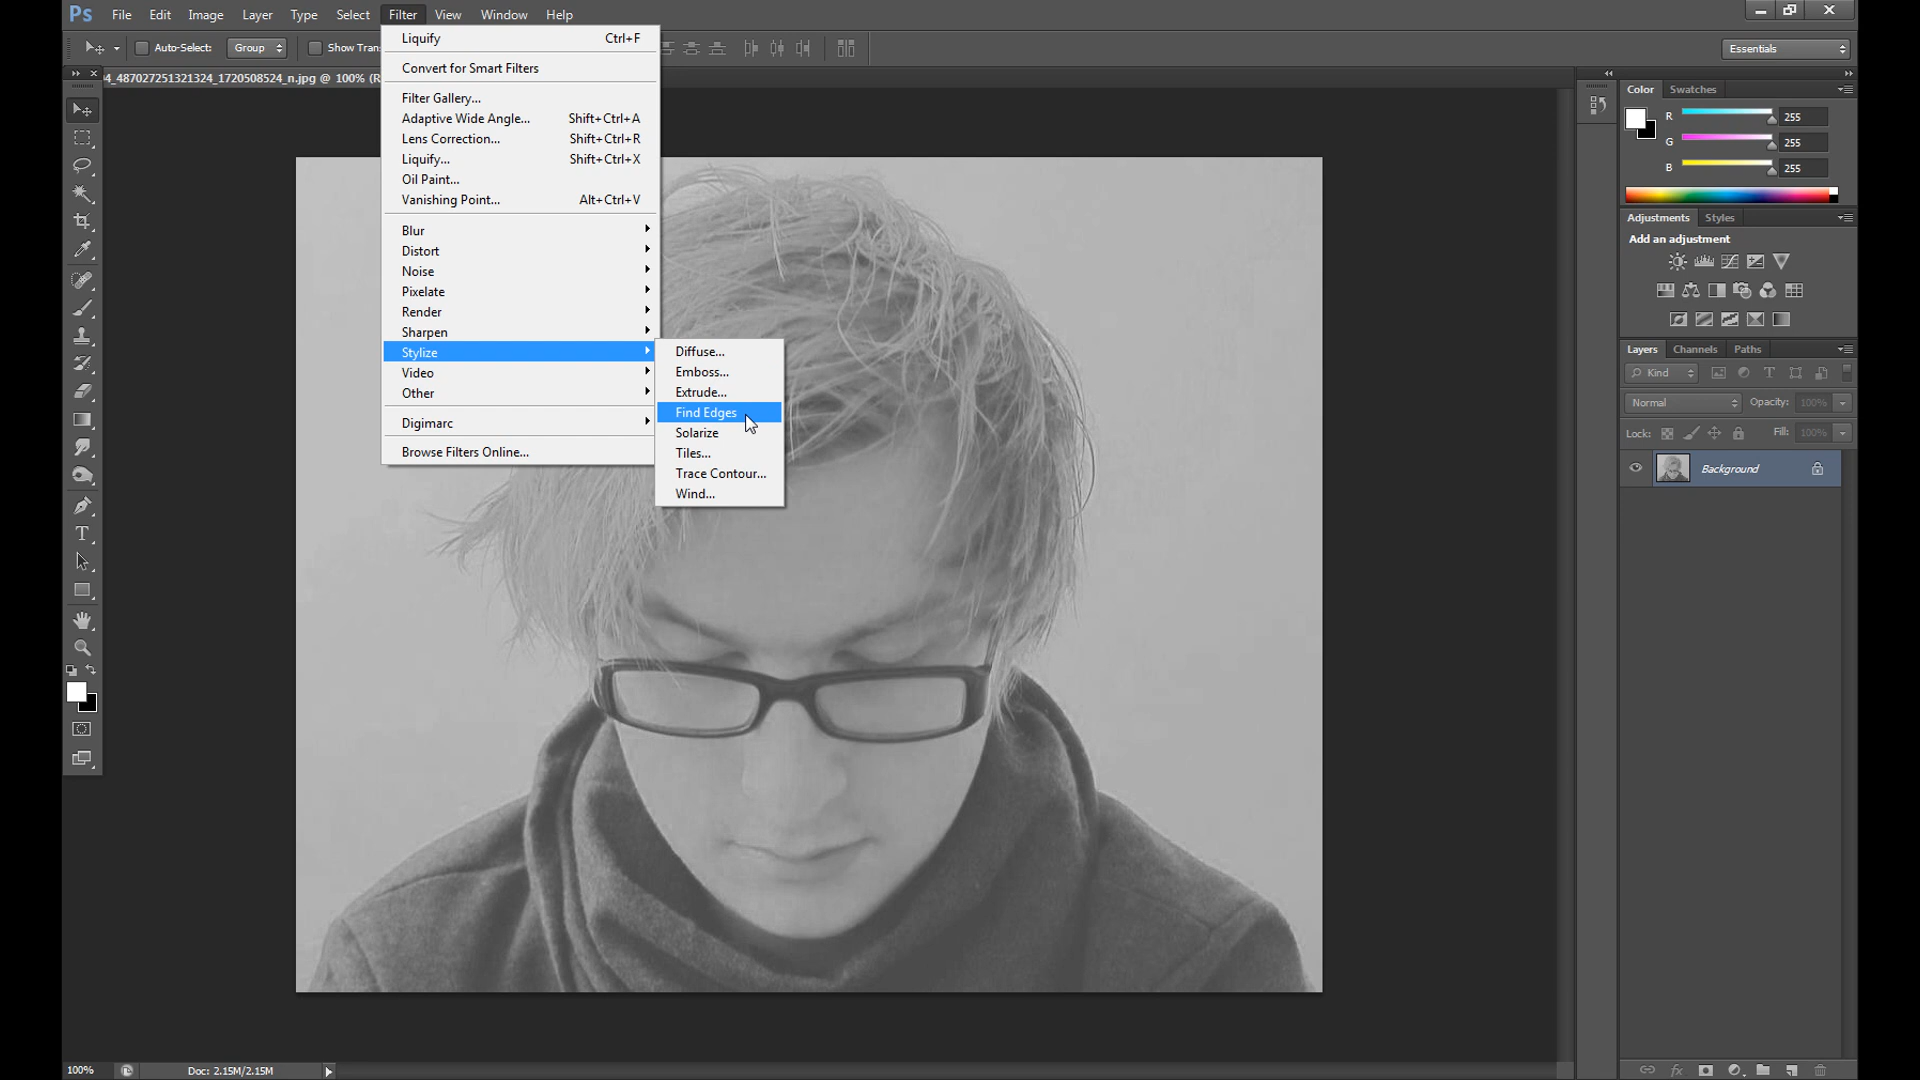 Ps File Edit Image Layer Type Select Filter View Window Help
Auto-Select: Group Show Tran
Essentials
4_487027251321324_1720508524_n.jpg @ 100% (R
Liquify Ctrl+F
Convert for Smart Filters
Filter Gallery...
Adaptive Wide Angle... Shift+Ctrl+A
Lens Correction... Shift+Ctrl+R
Liquify... Shift+Ctrl+X
Oil Paint...
Vanishing Point... Alt+Ctrl+V
Blur
Distort
Noise
Pixelate
Render
Sharpen
Stylize
Video
Other
Digimarc
Browse Filters Online...
Diffuse...
Emboss...
Extrude...
Find Edges
Solarize
Tiles...
Trace Contour...
Wind...
Color Swatches
R 255
G 255
B 255
Adjustments Styles
Add an adjustment
Layers Channels Paths
Kind
Normal Opacity: 100%
Lock: Fill: 100%
Background
100% Doc: 2.15M/2.15M